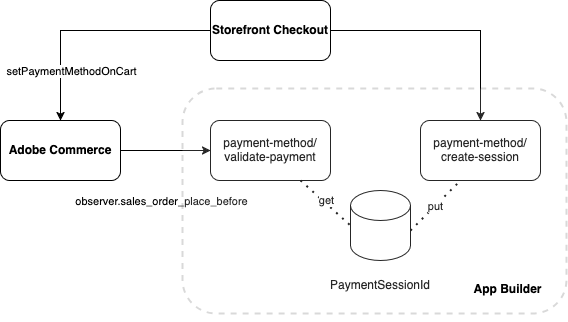 Storefront Checkout
setPaymentMethodOnCart
Adobe Commerce
payment-method/
validate-payment
payment-method/
create-session
observer.sales_order_place_before
get
put
PaymentSessionId
App Builder